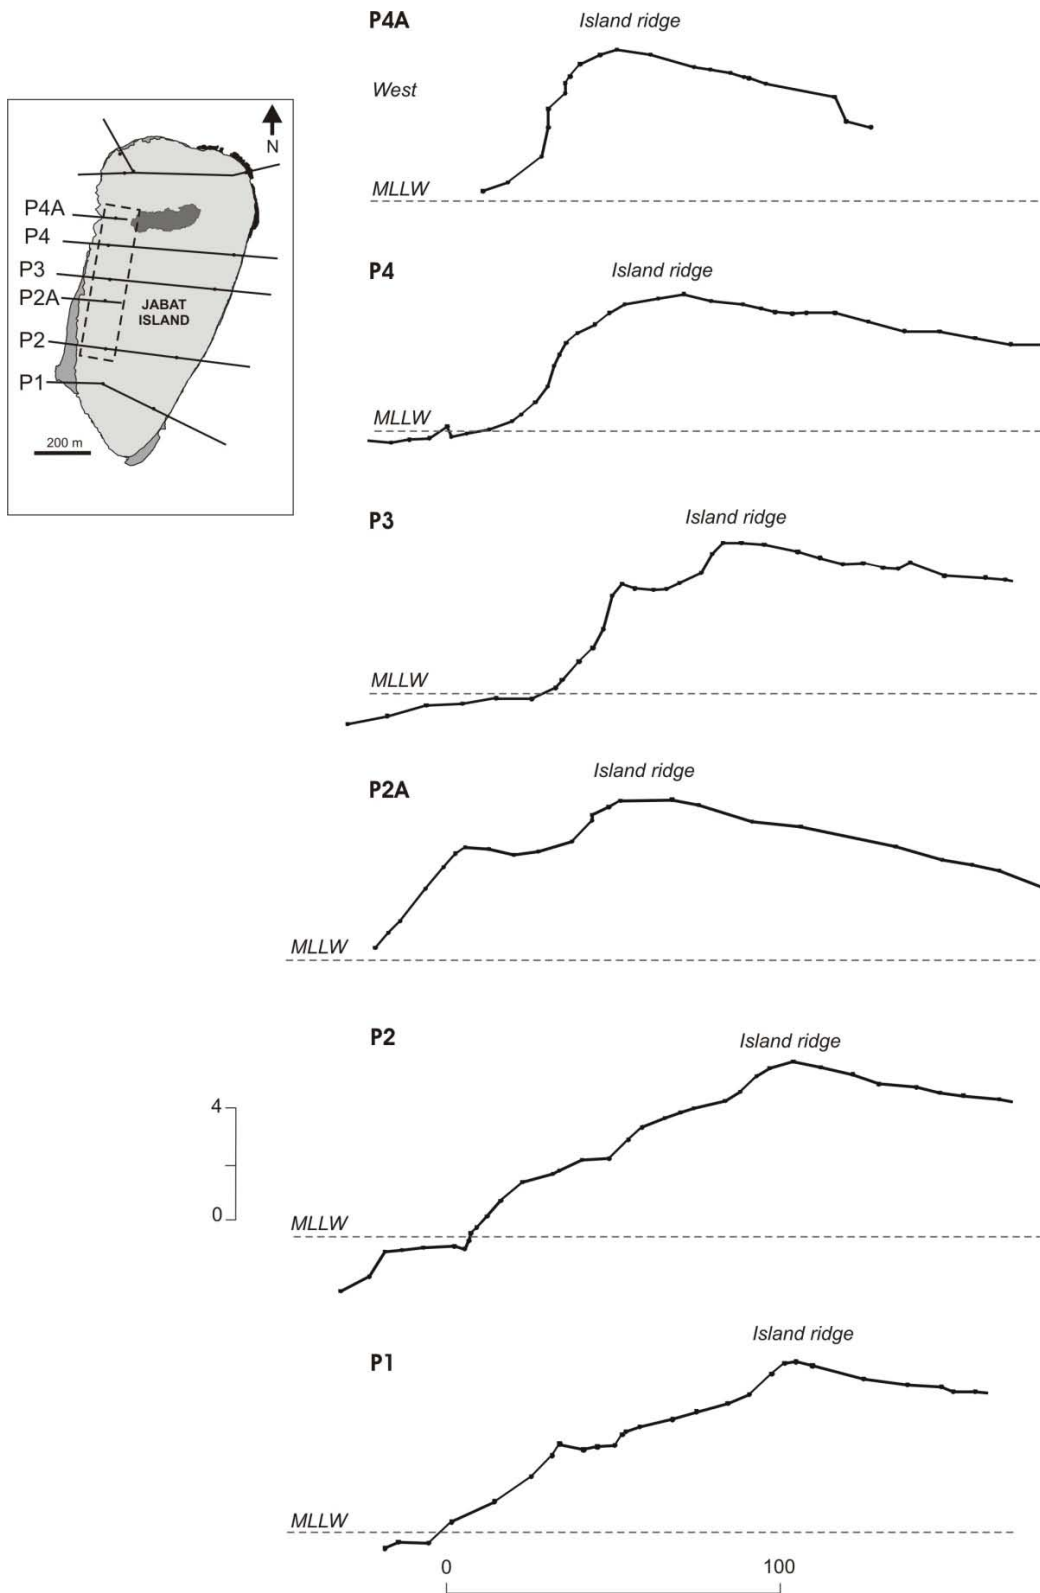 P4A
Island ridge
West
MLLW
N
P4A
P4
P3
P2A
P2
P1
JABAT
ISLAND
200 m
P4
Island ridge
MLLW
P3
Island ridge
MLLW
P2A
Island ridge
MLLW
P2
Island ridge
4
0
MLLW
P1
Island ridge
MLLW
0
100